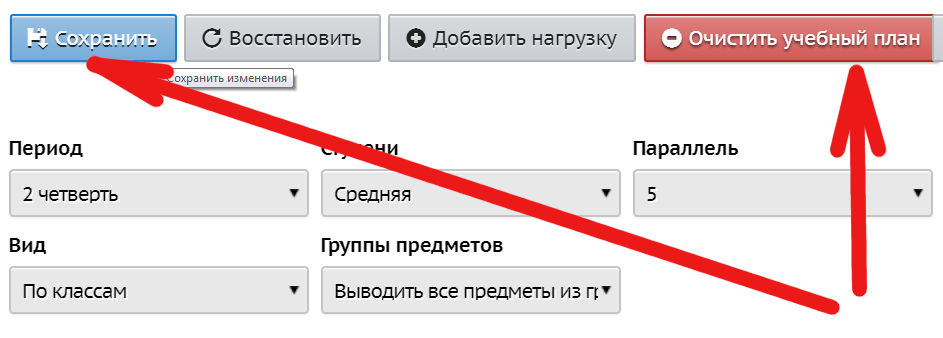 Сохранить Восстановить Добавить нагрузку Очистить учебный план
Сохранить изменения
Период Ступени Параллель
2 четверть Средняя 5
Вид Группы предметов
По классам Выводить все предметы из гр